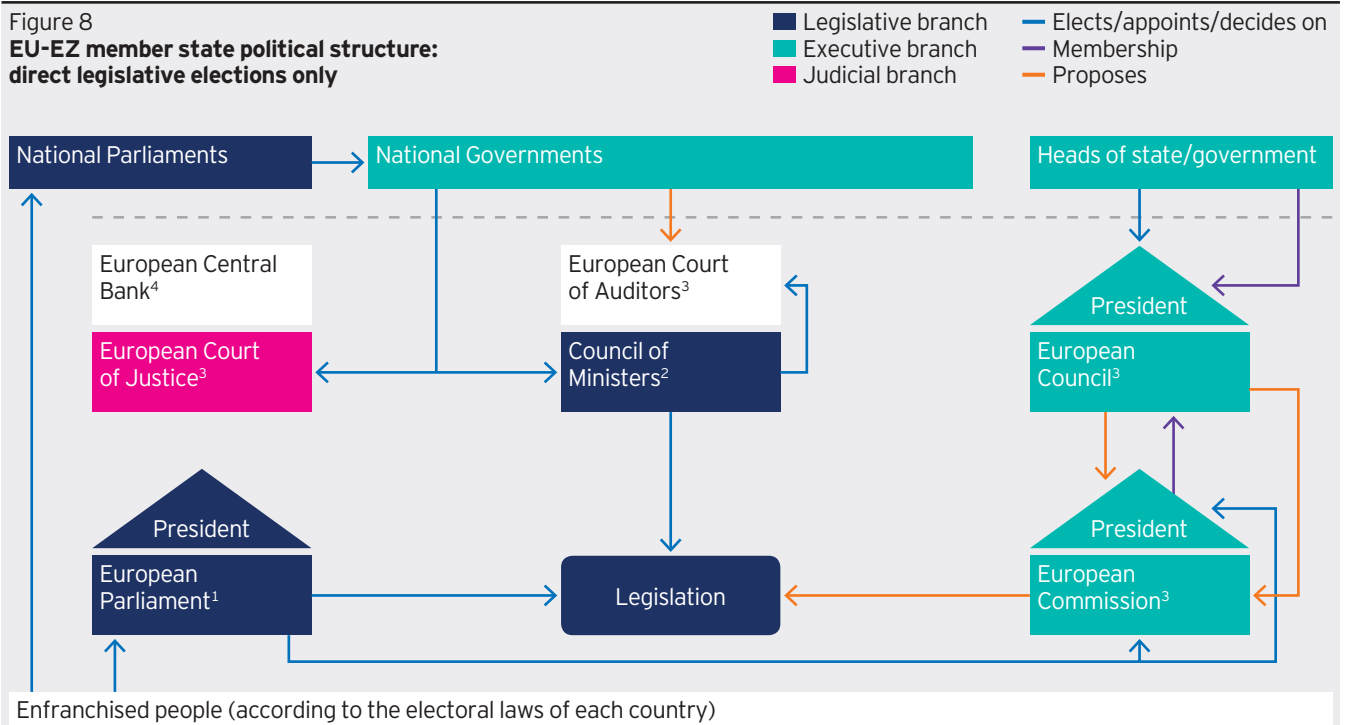 Figure 8
EU-EZ member state political structure:
direct legislative elections only
Legislative branch
Executive branch
Judicial branch
Elects/appoints/decides on
Membership
Proposes
National Parliaments
National Governments
Heads of state/government
European Central
Bank⁴
European Court
of Auditors³
President
European Court
of Justice³
Council of
Ministers²
European
Council³
President
European
Parliament¹
Legislation
President
European
Commission³
Enfranchised people (according to the electoral laws of each country)